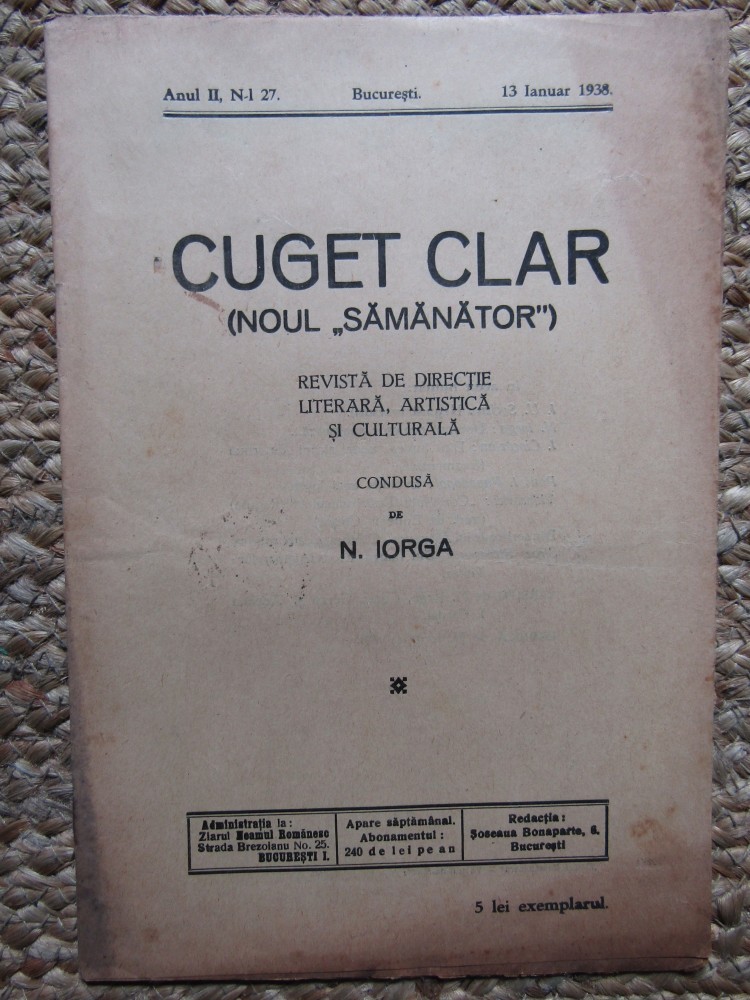 Anul II, N-l 27. București. 13 Ianuar 1938.
CUGET CLAR
(NOUL „SĂMĂNĂTOR”)
REVISTĂ DE DIRECȚIE
LITERARĂ, ARTISTICĂ
ȘI CULTURALĂ
CONDUSĂ
DE
N. IORGA
Administrația la:
Ziarul Neamul Românesc
Strada Brezoianu No. 25.
BUCUREȘTI I.
Apare săptămânal.
Abonamentul:
240 de lei pe an
Redacția:
Șoseaua Bonaparte, 6.
București
5 lei exemplarul.